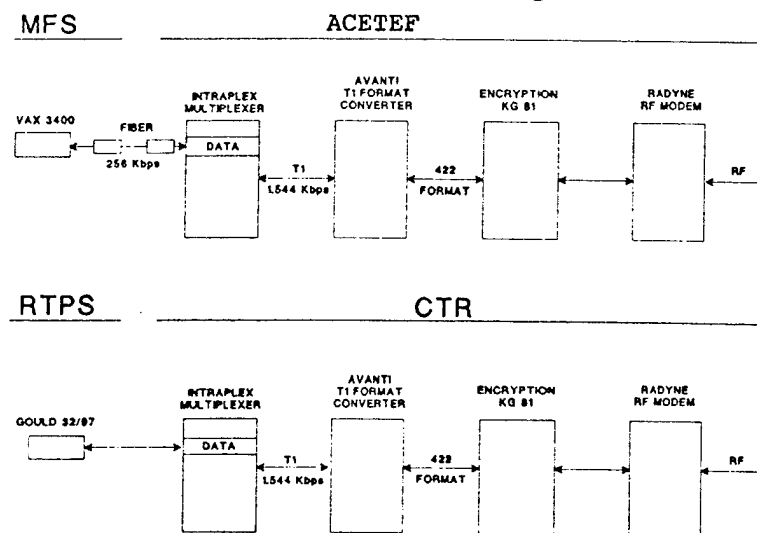 MFS ACETEF
INTRAPLEX
MULTIPLEXER
AVANTI
T1 FORMAT
CONVERTER
ENCRYPTION
KG 81
RADYNE
RF MODEM
VAX 3400
FIBER
256 Kbps
DATA
T1
1.544 Kbps
422
FORMAT
RF
RTPS CTR
INTRAPLEX
MULTIPLEXER
AVANTI
T1 FORMAT
CONVERTER
ENCRYPTION
KG 81
RADYNE
RF MODEM
GOULD 32/97
DATA
T1
1.544 Kbps
422
FORMAT
RF